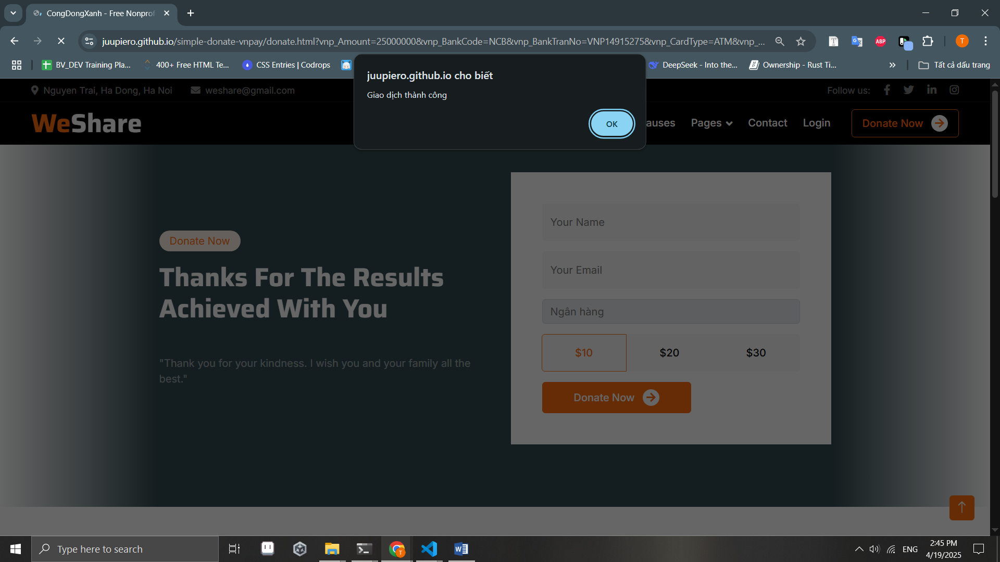 CongDongXanh - Free Nonprof
juupiero.github.io/simple-donate-vnpay/donate.html?vnp_Amount=25000000&vnp_BankCode=NCB&vnp_BankTranNo=VNP14915275&vnp_CardType=ATM&vnp_...
T
ABP
T
BV_DEV Training Pla...
400+ Free HTML Te...
CSS Entries | Codrops
DeepSeek - Into the...
Ownership - Rust Ti...
Tất cả dấu trang
juupiero.github.io cho biết
Giao dịch thành công
OK
Nguyen Trai, Ha Dong, Ha Noi
weshare@gmail.com
Follow us:
WeShare
auses
Pages
Contact
Login
Donate Now
Donate Now
Thanks For The Results
Achieved With You
"Thank you for your kindness. I wish you and your family all the
best."
Your Name
Your Email
Ngân hàng
$10
$20
$30
Donate Now
Type here to search
ENG
2:45 PM
4/19/2025